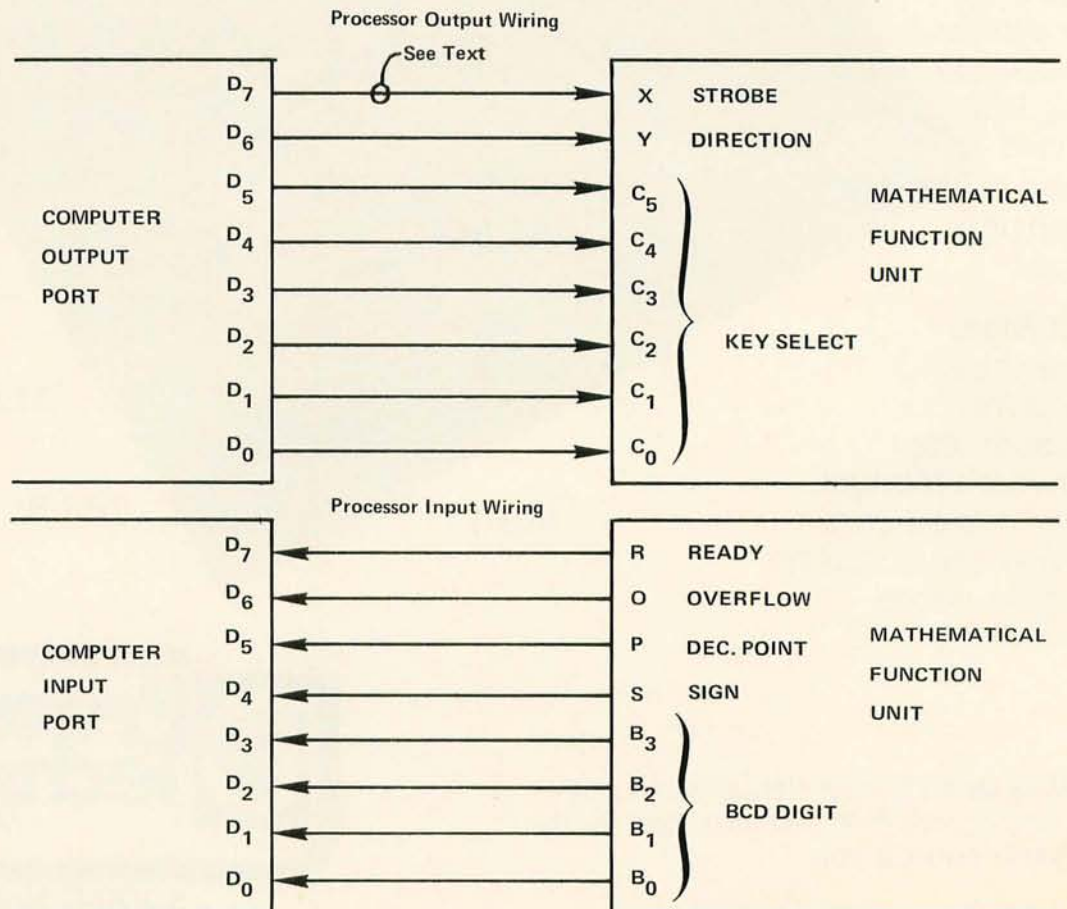 Processor Output Wiring
See Text
D7 X STROBE
D6 Y DIRECTION
D5 C5 MATHEMATICAL
COMPUTER
D4 C4 FUNCTION
OUTPUT
UNIT
D3 C3
PORT
D2 C2 KEY SELECT
D1 C1
D0 C0
Processor Input Wiring
D7 R READY
D6 O OVERFLOW
D5 P DEC. POINT MATHEMATICAL
COMPUTER
INPUT FUNCTION
D4 S SIGN
PORT UNIT
D3 B3
D2 B2
BCD DIGIT
D1 B1
D0 B0